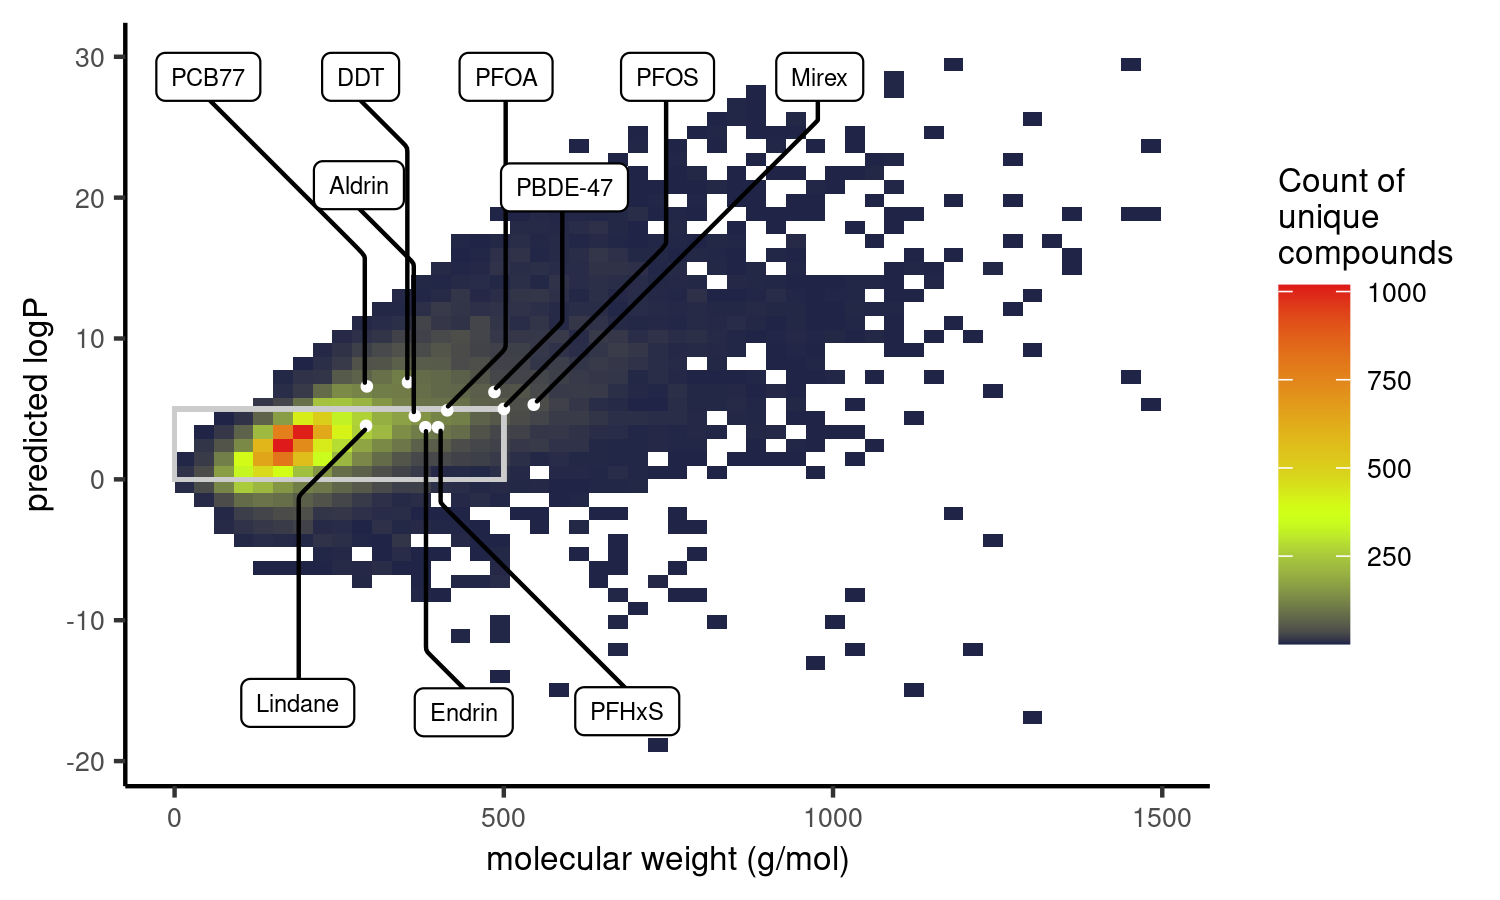 30
PCB77
DDT
PFOA
PFOS
Mirex
Aldrin
PBDE-47
20
10
0
-10
-20
Lindane
Endrin
PFHxS
0
500
1000
1500
molecular weight (g/mol)
predicted logP
Count of
unique
compounds
1000
750
500
250